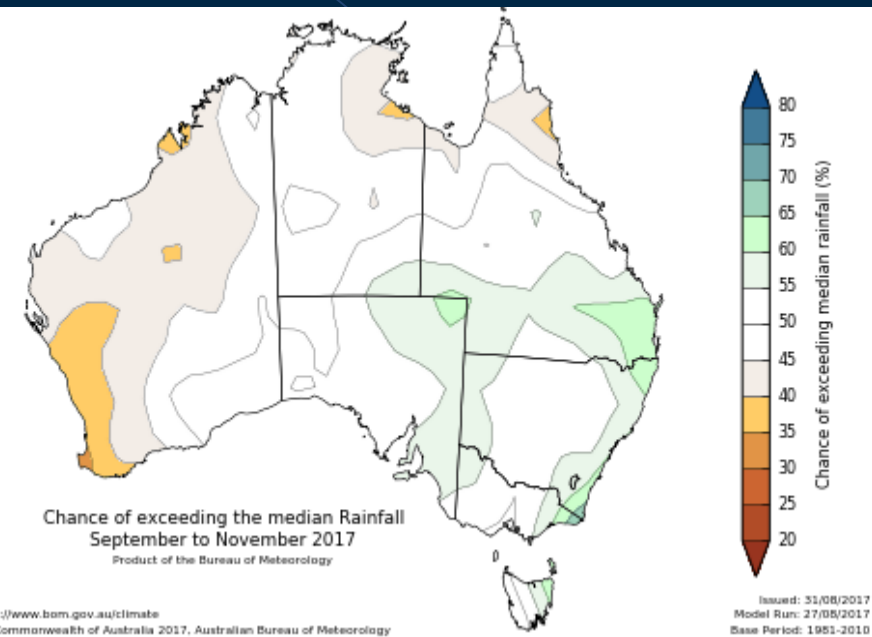 80
75
70
65
60
55
50
45
40
35
30
25
20
Chance of exceeding median rainfall (%)
Chance of exceeding the median Rainfall
September to November 2017
Product of the Bureau of Meteorology
://www.bom.gov.au/climate
ommonwealth of Australia 2017, Australian Bureau of Meteorology
Issued: 31/08/2017
Model Run: 27/08/2017
Base Period: 1981-2010